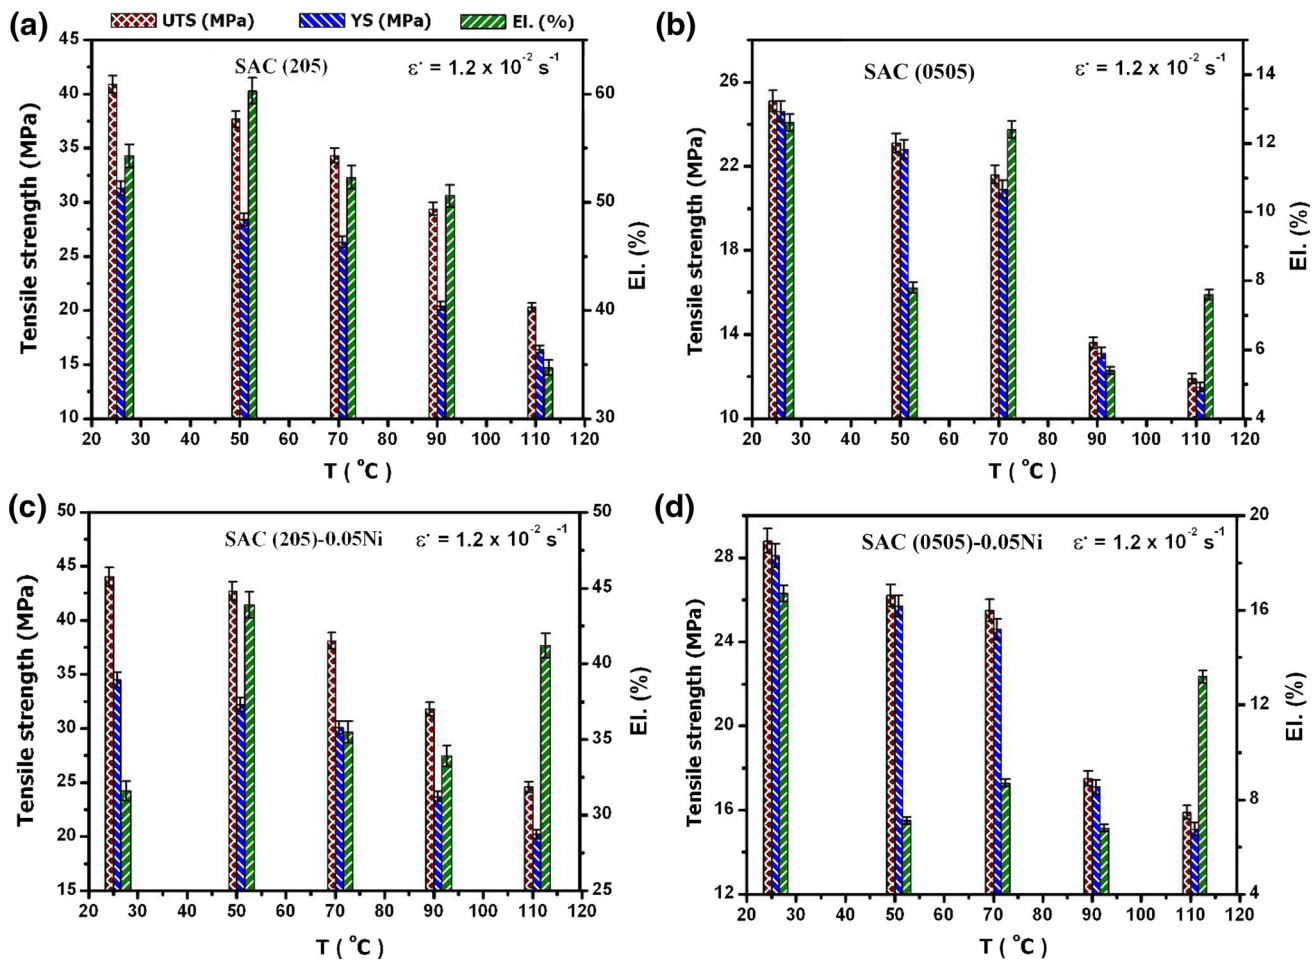 (a) UTS (MPa) YS (MPa) El. (%)
SAC (205) ε· = 1.2 x 10⁻² s⁻¹
45
40
35
30
25
20
15
10
Tensile strength (MPa)
60
50
40
30
El. (%)
20 30 40 50 60 70 80 90 100 110 120
T ( °C )
(b)
SAC (0505) ε· = 1.2 x 10⁻² s⁻¹
26
22
18
14
10
Tensile strength (MPa)
14
12
10
8
6
4
El. (%)
20 30 40 50 60 70 80 90 100 110 120
T ( °C )
(c)
SAC (205)-0.05Ni ε· = 1.2 x 10⁻² s⁻¹
50
45
40
35
30
25
20
15
Tensile strength (MPa)
50
45
40
35
30
25
El. (%)
20 30 40 50 60 70 80 90 100 110 120
T ( °C )
(d)
SAC (0505)-0.05Ni ε· = 1.2 x 10⁻² s⁻¹
28
24
20
16
12
Tensile strength (MPa)
20
16
12
8
4
El. (%)
20 30 40 50 60 70 80 90 100 110 120
T ( °C )